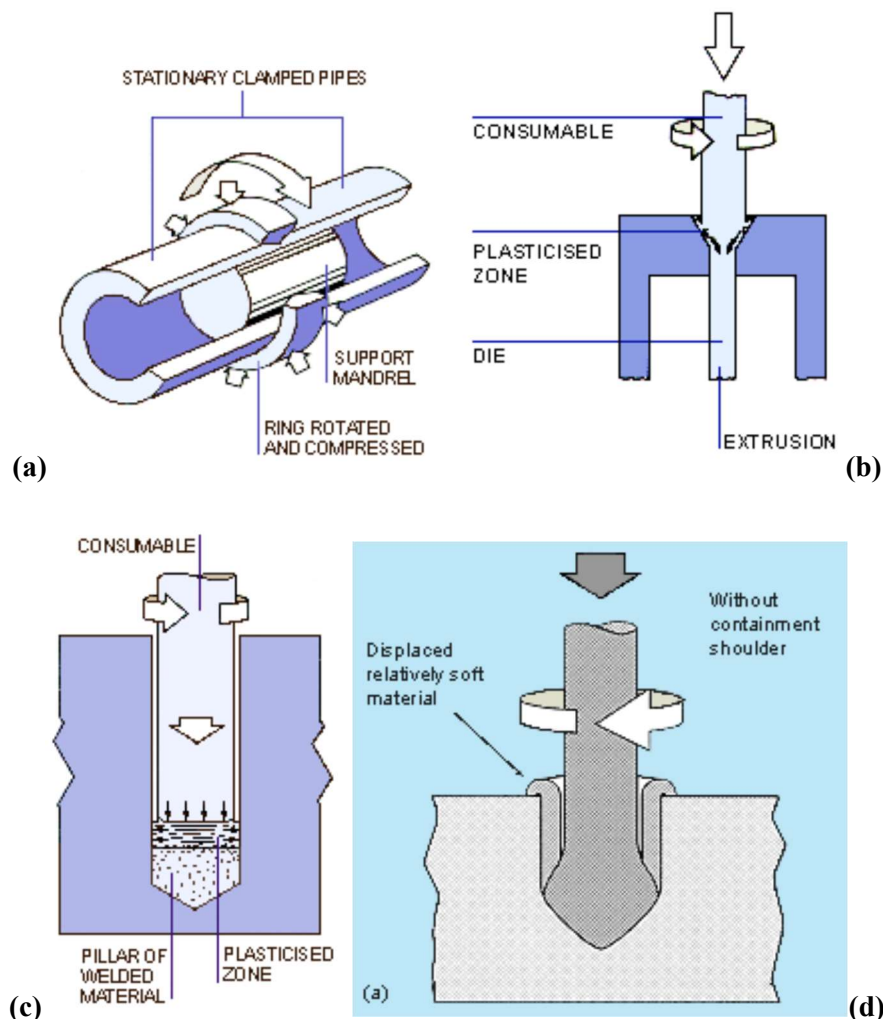 STATIONARY CLAMPED PIPES
SUPPORT
MANDREL
RING ROTATED
AND COMPRESSED
(a)
CONSUMABLE
PLASTICISED
ZONE
DIE
EXTRUSION
(b)
CONSUMABLE
PILLAR OF
WELDED
MATERIAL
PLASTICISED
ZONE
(c)
Without
containment
shoulder
Displaced
relatively soft
material
(a)
(d)